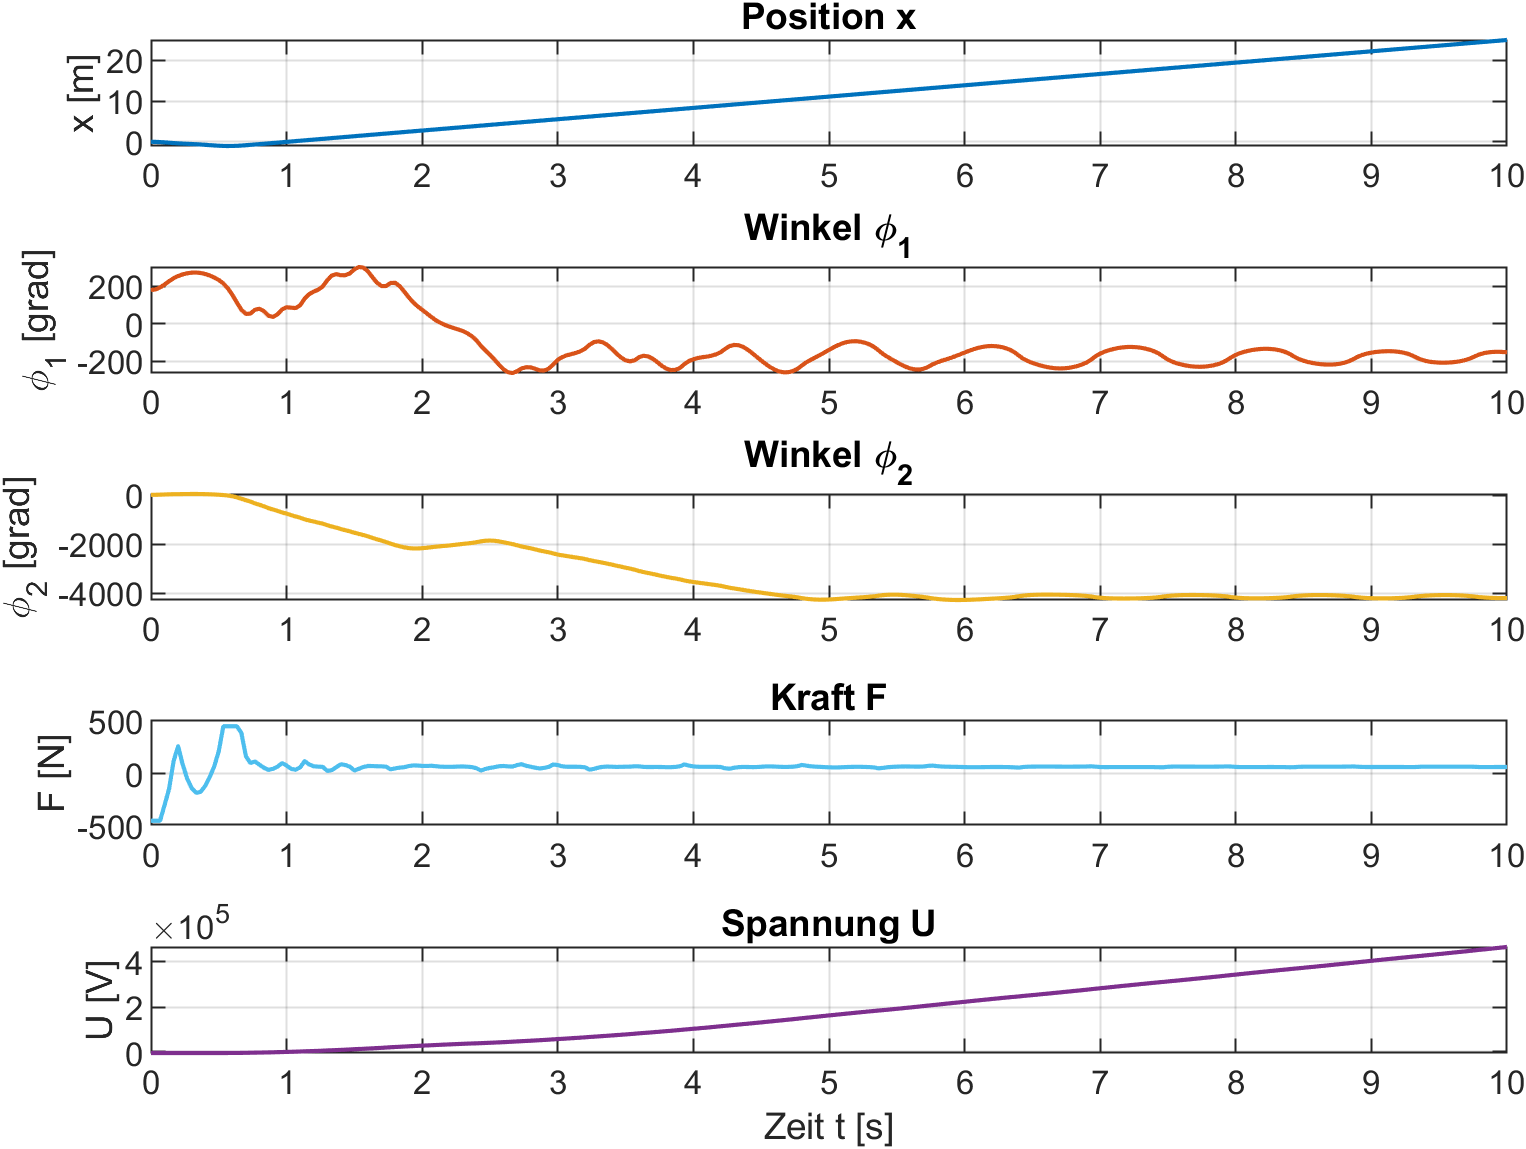 Position x
x [m]
20
10
0
0 1 2 3 4 5 6 7 8 9 10
Winkel ϕ₁
ϕ₁ [grad]
200
0
-200
0 1 2 3 4 5 6 7 8 9 10
Winkel ϕ₂
ϕ₂ [grad]
0
-2000
-4000
0 1 2 3 4 5 6 7 8 9 10
Kraft F
F [N]
500
0
-500
0 1 2 3 4 5 6 7 8 9 10
Spannung U
×10⁵
U [V]
4
2
0
0 1 2 3 4 5 6 7 8 9 10
Zeit t [s]